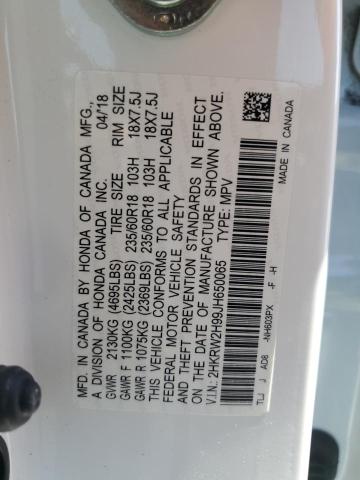 MFD. IN CANADA BY HONDA OF CANADA MFG.,
A DIVISION OF HONDA CANADA INC. 04/18
TIRE SIZE RIM SIZE
GVWR 2130KG (4695LBS)
GAWR F 1100KG (2425LBS) 235/60R18 103H 18X7.5J
GAWR R 1075KG (2369LBS) 235/60R18 103H 18X7.5J
THIS VEHICLE CONFORMS TO ALL APPLICABLE
FEDERAL MOTOR VEHICLE SAFETY
AND THEFT PREVENTION STANDARDS IN EFFECT
ON THE DATE OF MANUFACTURE SHOWN ABOVE.
V.I.N.: 2HKRW2H99JH650065 TYPE: MPV
MADE IN CANADA
J AD8 -NH603PX -F -H